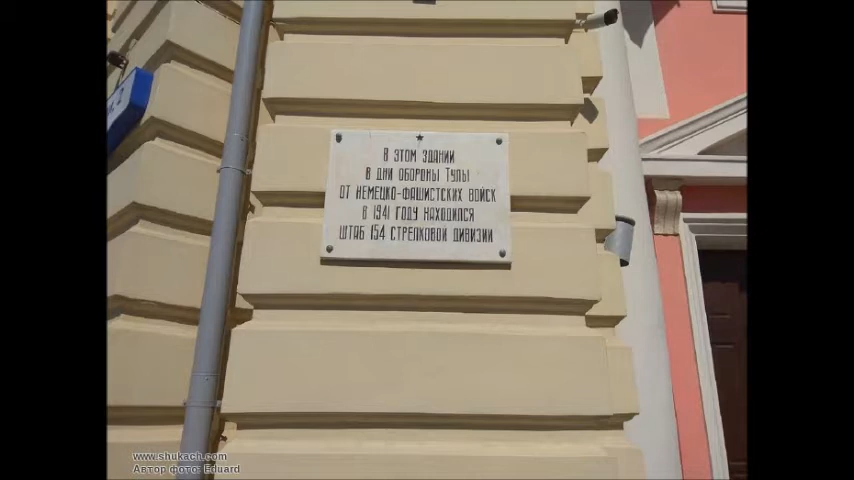 В ЭТОМ ЗДАНИИ
В ДНИ ОБОРОНЫ ТУЛЫ
ОТ НЕМЕЦКО-ФАШИСТСКИХ ВОЙСК
В 1941 ГОДУ НАХОДИЛСЯ
ШТАБ 154 СТРЕЛКОВОЙ ДИВИЗИИ
www.shukach.com
Автор фото: Eduard